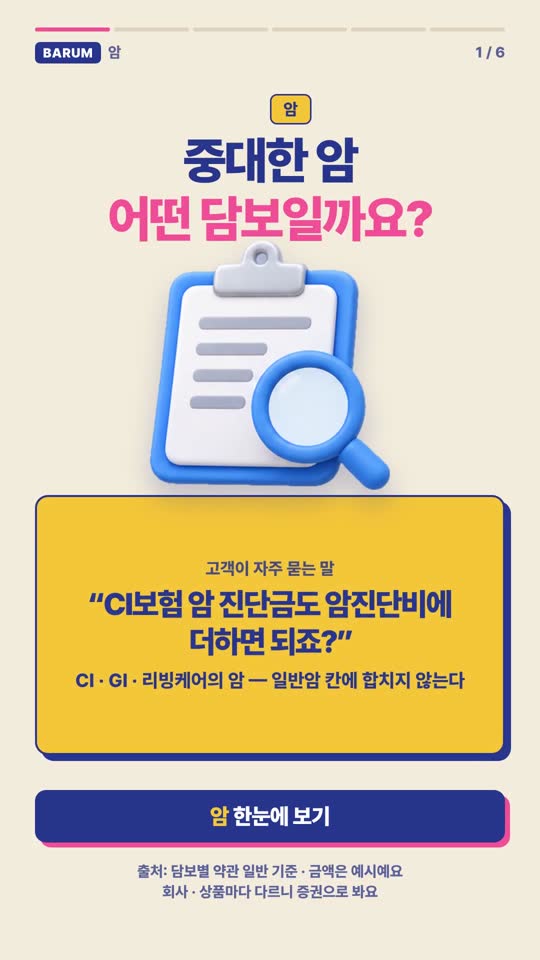 BARUM 암
1 / 6
암
중대한 암
어떤 담보일까요?
고객이 자주 묻는 말
“CI보험 암 진단금도 암진단비에
더하면 되죠?”
CI · GI · 리빙케어의 암 — 일반암 칸에 합치지 않는다
암 한눈에 보기
출처: 담보별 약관 일반 기준 · 금액은 예시예요
회사 · 상품마다 다르니 증권으로 봐요